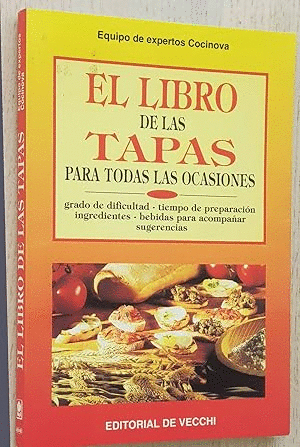 Equipo de expertos Cocinova
EL LIBRO
DE LAS
TAPAS
PARA TODAS LAS OCASIONES
grado de dificultad - tiempo de preparación
ingredientes - bebidas para acompañar
sugerencias
EDITORIAL DE VECCHI
Equipo de expertos
Cocinova
EL LIBRO DE LAS TAPAS